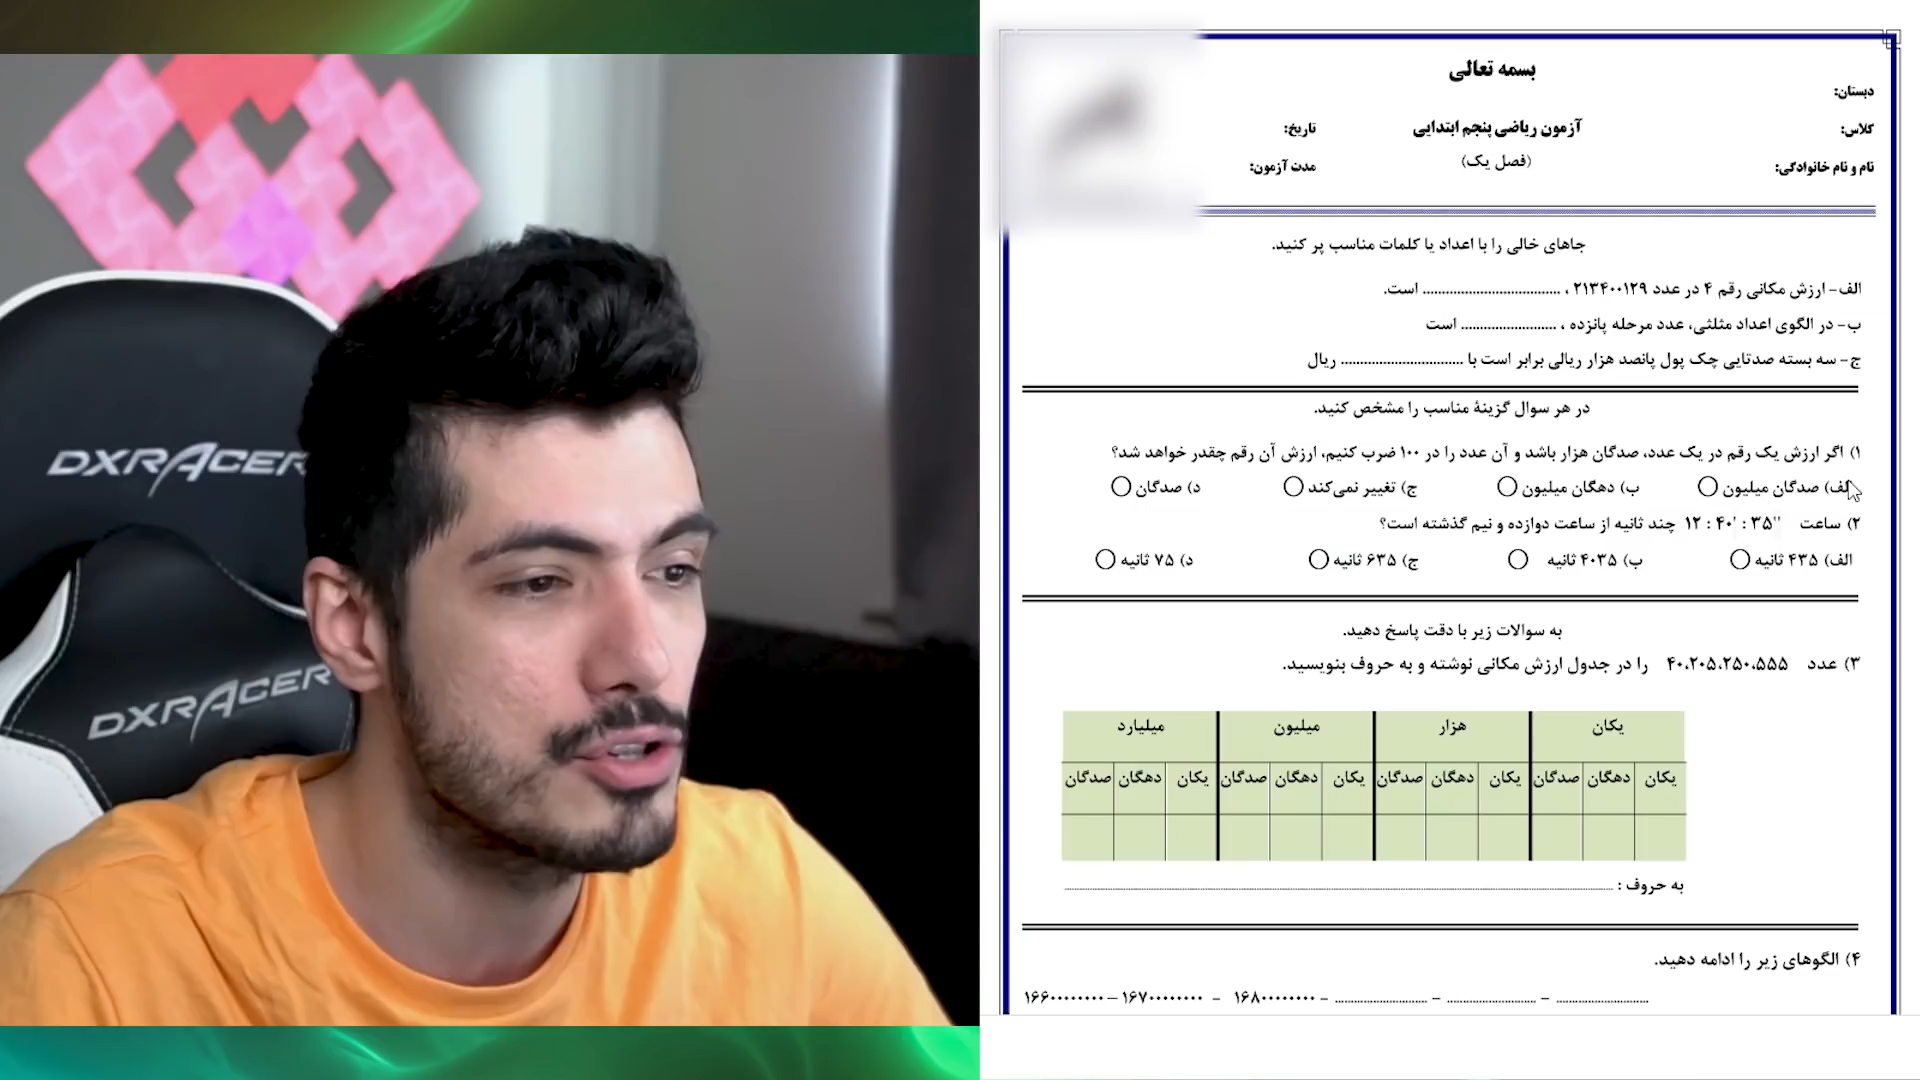 DXRACER
DXRACER
بسمه تعالی
دبستان:
آزمون ریاضی پنجم ابتدایی
کلاس:
تاریخ:
(فصل یک)
نام و نام خانوادگی:
مدت آزمون:
جاهای خالی را با اعداد یا کلمات مناسب پر کنید.
الف- ارزش مکانی رقم ۴ در عدد ۲۱۳۴۰۰۱۲۹ ، .................................. است.
ب- در الگوی اعداد مثلثی، عدد مرحله پانزده ، ........................ است
ج- سه بسته صدتایی چک پول پانصد هزار ریالی برابر است با .............................. ریال
در هر سوال گزینهٔ مناسب را مشخص کنید.
۱) اگر ارزش یک رقم در یک عدد، صدگان هزار باشد و آن عدد را در ۱۰۰ ضرب کنیم، ارزش آن رقم چقدر خواهد شد؟
الف) صدگان میلیون ب) دهگان میلیون ج) تغییر نمی‌کند د) صدگان
۲) ساعت ۱۲ : ۴۰' : ۳۵" چند ثانیه از ساعت دوازده و نیم گذشته است؟
الف) ۴۳۵ ثانیه ب) ۴۰۳۵ ثانیه ج) ۶۳۵ ثانیه د) ۷۵ ثانیه
به سوالات زیر با دقت پاسخ دهید.
۳) عدد ۴۰،۲۰۵،۲۵۰،۵۵۵ را در جدول ارزش مکانی نوشته و به حروف بنویسید.
یکان هزار میلیون میلیارد
یکان دهگان صدگان یکان دهگان صدگان یکان دهگان صدگان یکان دهگان صدگان
به حروف : ..........................................................................
۴) الگوهای زیر را ادامه دهید.
۱۶۶۰۰۰۰۰۰۰۰ – ۱۶۷۰۰۰۰۰۰۰۰ - ۱۶۸۰۰۰۰۰۰۰۰ - ........................ – ........................ – ........................